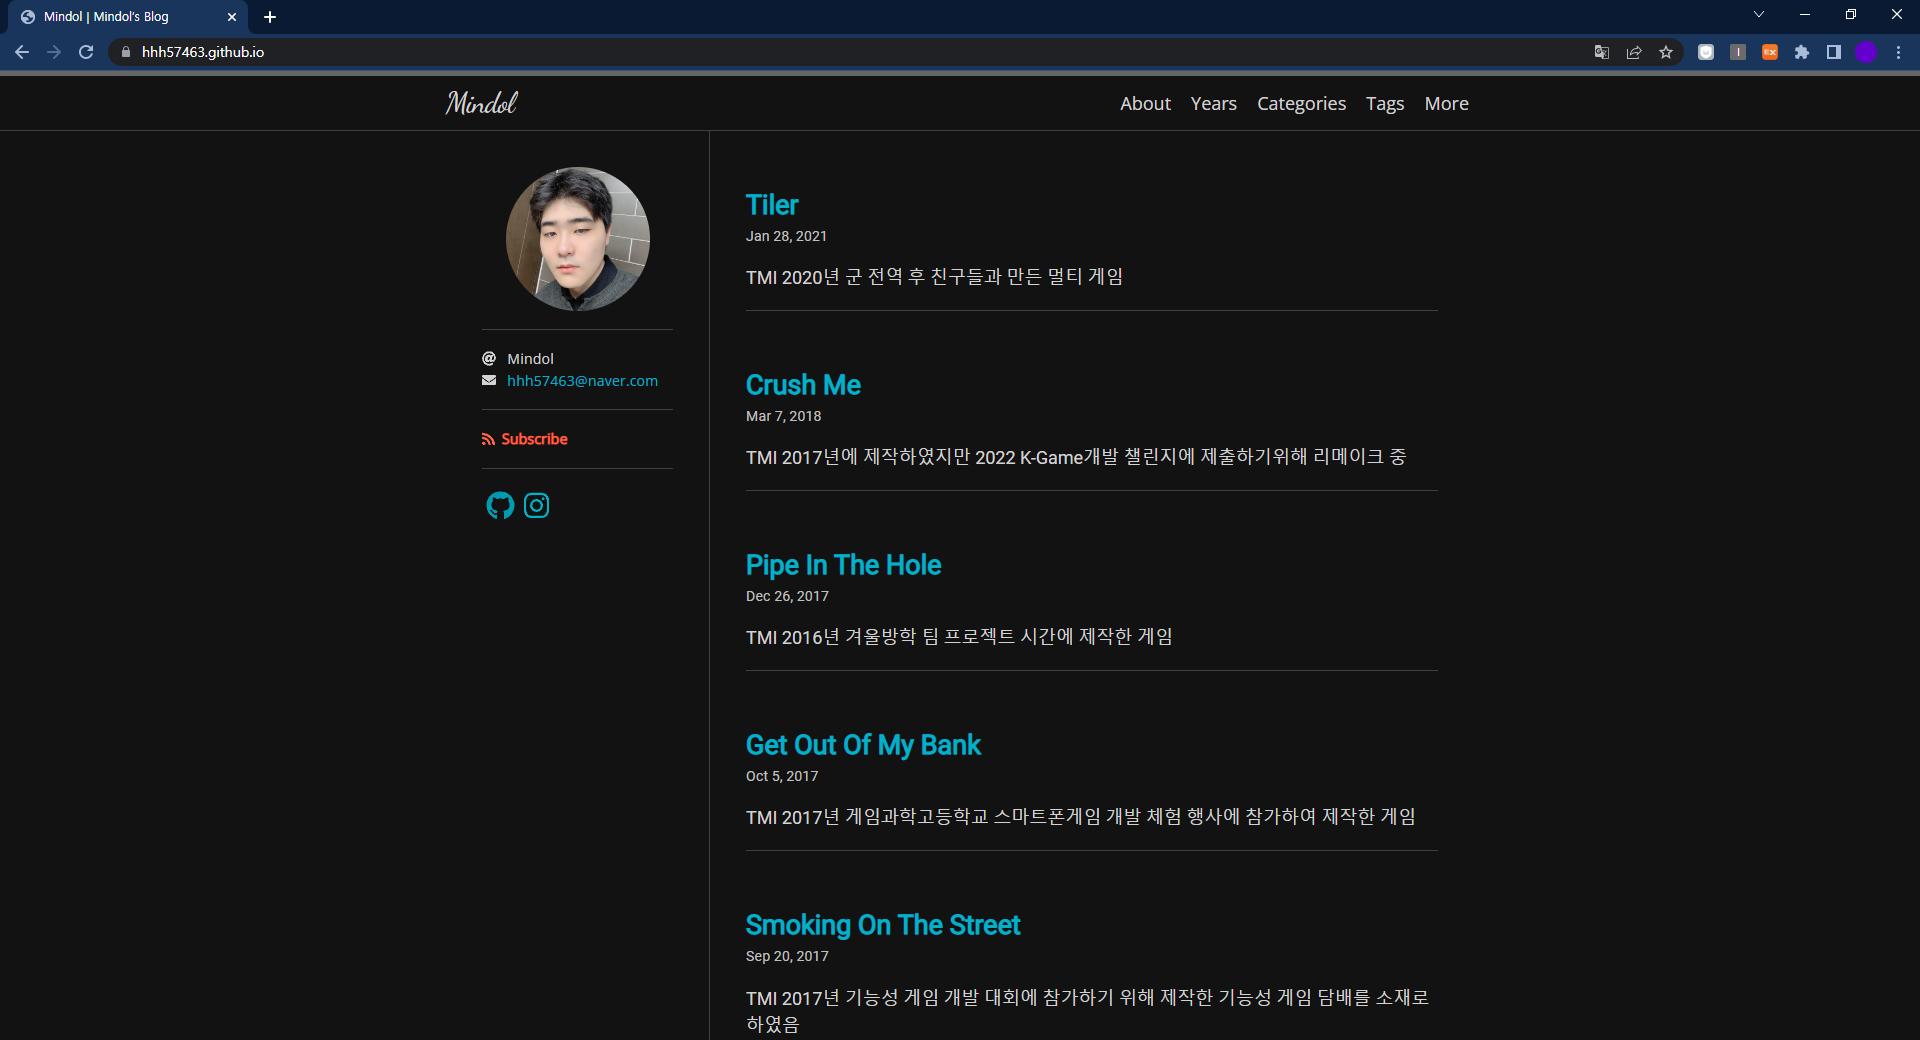 Mindol | Mindol's Blog
hhh57463.github.io
Mindol
About Years Categories Tags More
@ Mindol
hhh57463@naver.com
Subscribe
Tiler
Jan 28, 2021
TMI 2020년 군 전역 후 친구들과 만든 멀티 게임
Crush Me
Mar 7, 2018
TMI 2017년에 제작하였지만 2022 K-Game개발 챌린지에 제출하기위해 리메이크 중
Pipe In The Hole
Dec 26, 2017
TMI 2016년 겨울방학 팀 프로젝트 시간에 제작한 게임
Get Out Of My Bank
Oct 5, 2017
TMI 2017년 게임과학고등학교 스마트폰게임 개발 체험 행사에 참가하여 제작한 게임
Smoking On The Street
Sep 20, 2017
TMI 2017년 기능성 게임 개발 대회에 참가하기 위해 제작한 기능성 게임 담배를 소재로
하였음